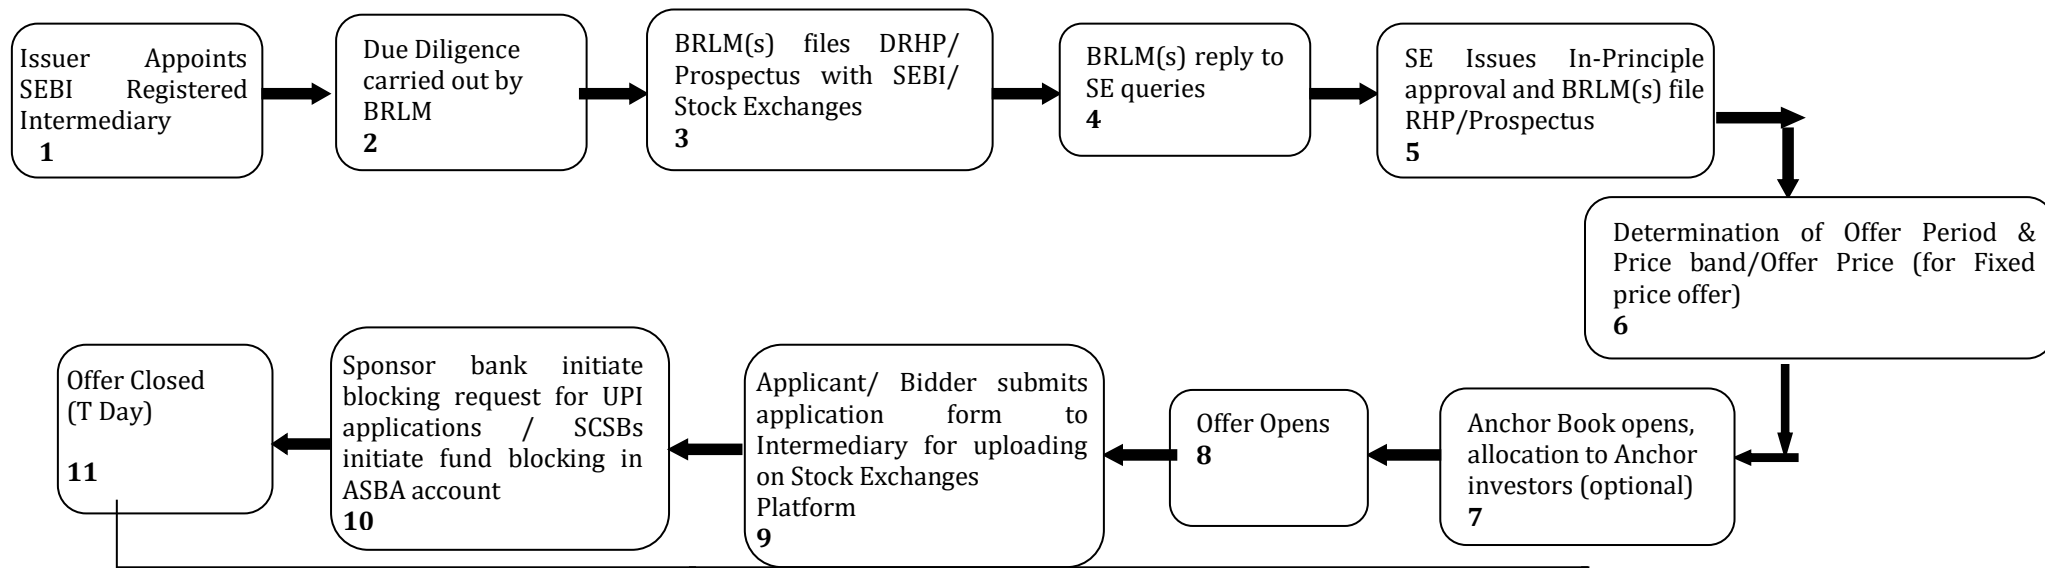 Issuer Appoints
SEBI Registered
Intermediary
1
Due Diligence
carried out by
BRLM
2
BRLM(s) files DRHP/
Prospectus with SEBI/
Stock Exchanges
3
BRLM(s) reply to
SE queries
4
SE Issues In-Principle
approval and BRLM(s) file
RHP/Prospectus
5
Determination of Offer Period &
Price band/Offer Price (for Fixed
price offer)
6
Anchor Book opens,
allocation to Anchor
investors (optional)
7
Offer Opens
8
Applicant/ Bidder submits
application form to
Intermediary for uploading
on Stock Exchanges
Platform
9
Sponsor bank initiate
blocking request for UPI
applications / SCSBs
initiate fund blocking in
ASBA account
10
Offer Closed
(T Day)
11